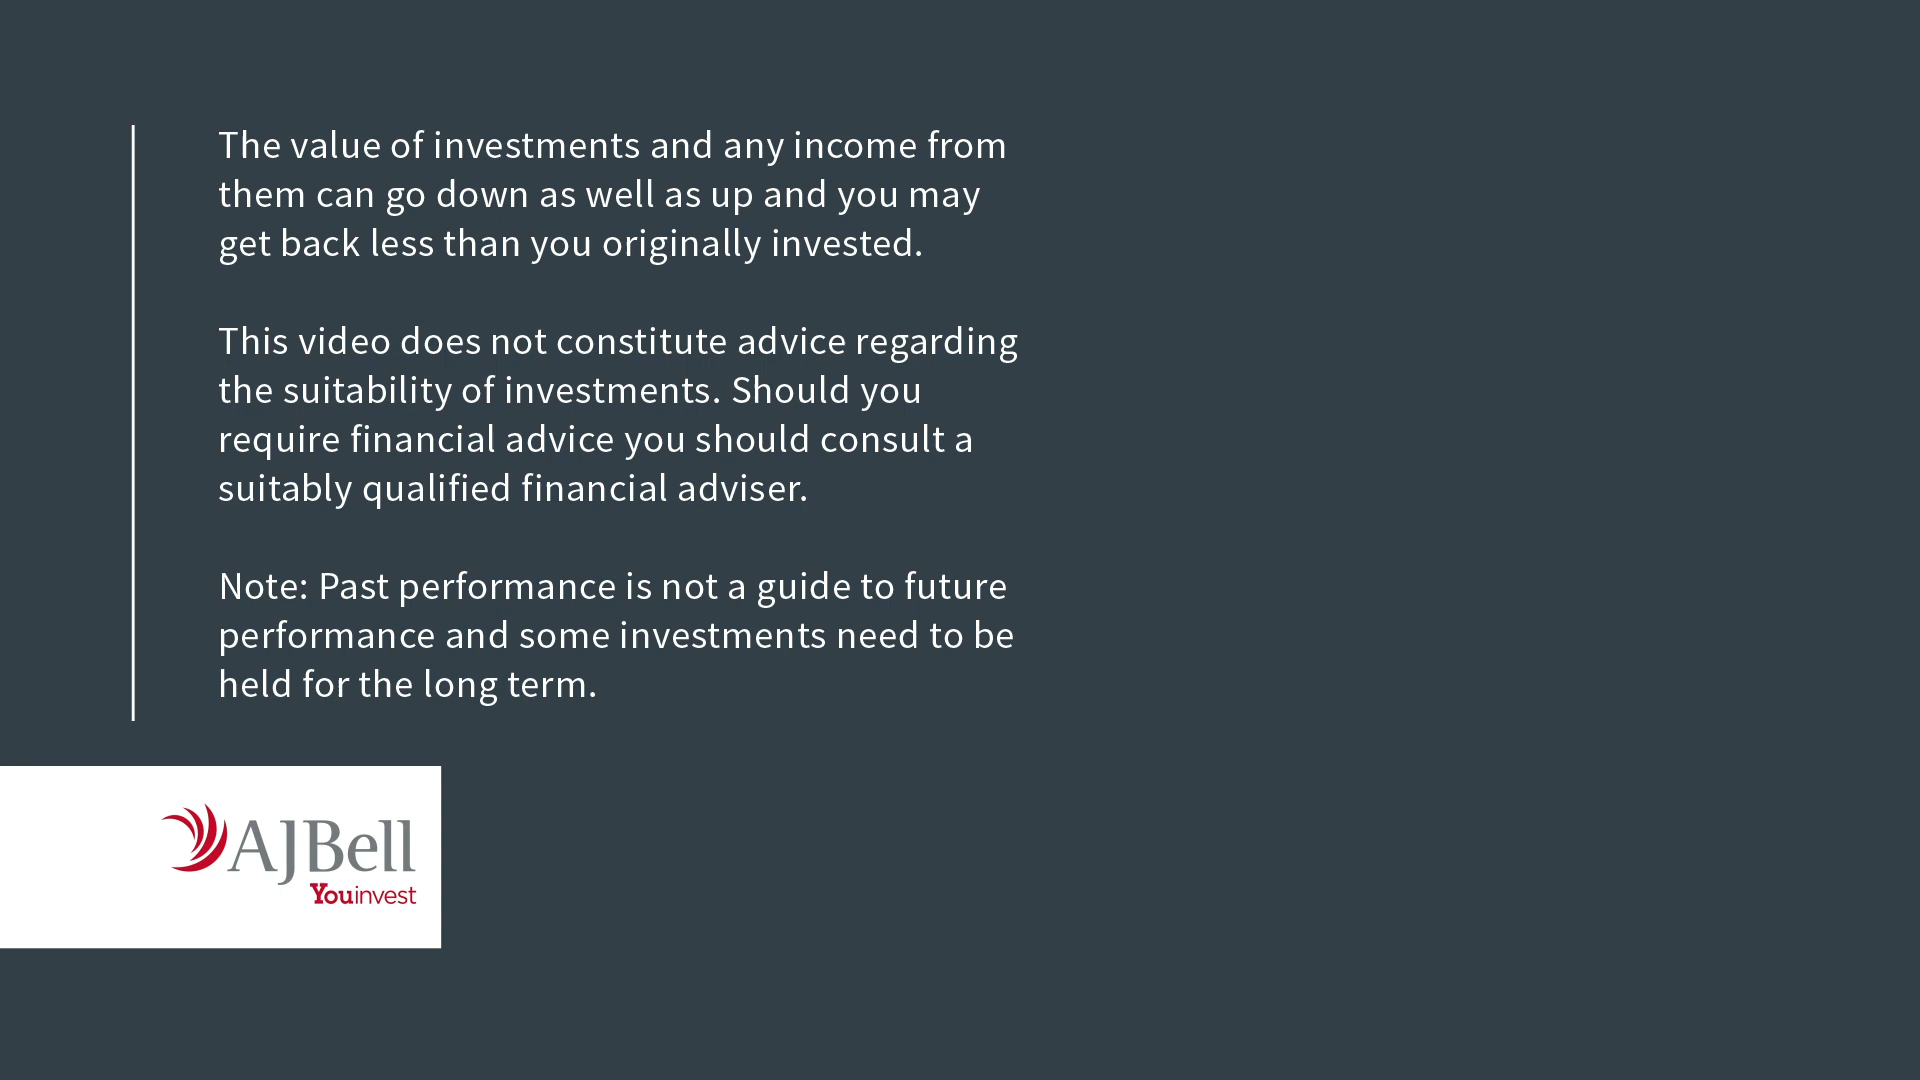 The value of investments and any income from
them can go down as well as up and you may
get back less than you originally invested.
This video does not constitute advice regarding
the suitability of investments. Should you
require financial advice you should consult a
suitably qualified financial adviser.
Note: Past performance is not a guide to future
performance and some investments need to be
held for the long term.
AJBell
Youinvest